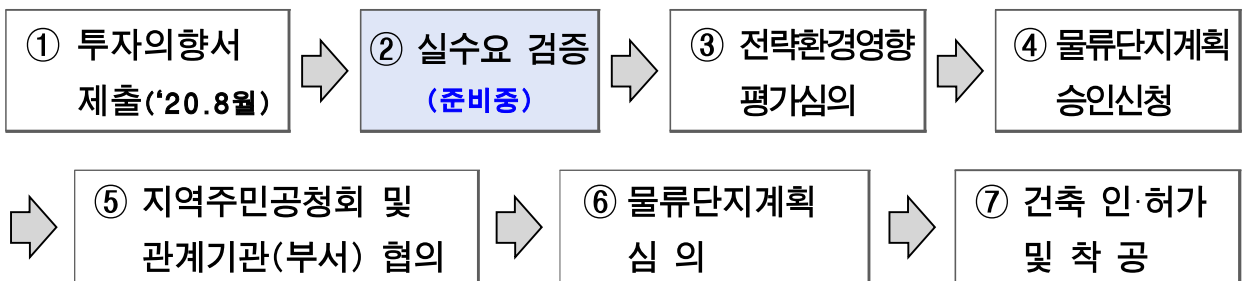 ① 투자의향서
제출(‘20.8월)
② 실수요 검증
(준비중)
③ 전략환경영향
평가심의
④ 물류단지계획
승인신청
⑤ 지역주민공청회 및
관계기관(부서) 협의
⑥ 물류단지계획
심 의
⑦ 건축 인·허가
및 착 공